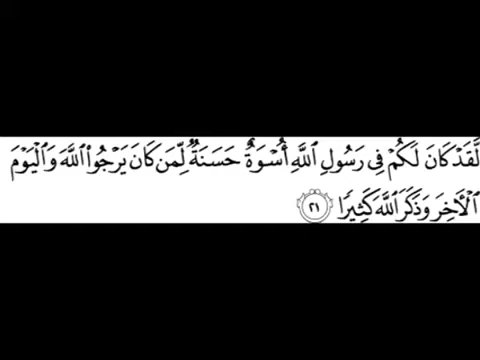 لَّقَدْ كَانَ لَكُمْ فِى رَسُولِ ٱللَّهِ أُسْوَةٌ حَسَنَةٌ لِّمَن كَانَ يَرْجُوا۟ ٱللَّهَ وَٱلْيَوْمَ
ٱلْـَٔاخِرَ وَذَكَرَ ٱللَّهَ كَثِيرًا ٢١